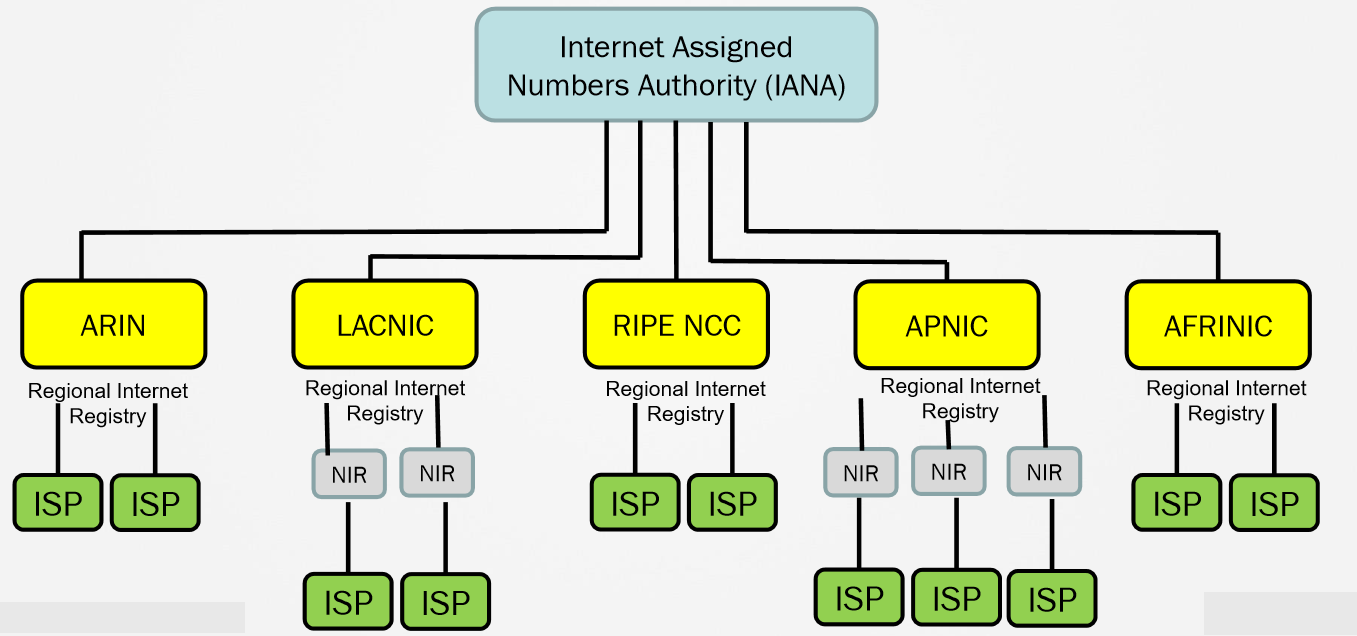 Internet Assigned
Numbers Authority (IANA)
ARIN
LACNIC
RIPE NCC
APNIC
AFRINIC
Regional Internet
Registry
Regional Internet
Registry
Regional Internet
Registry
Regional Internet
Registry
Regional Internet
Registry
NIR
NIR
NIR
NIR
NIR
ISP
ISP
ISP
ISP
ISP
ISP
ISP
ISP
ISP
ISP
ISP